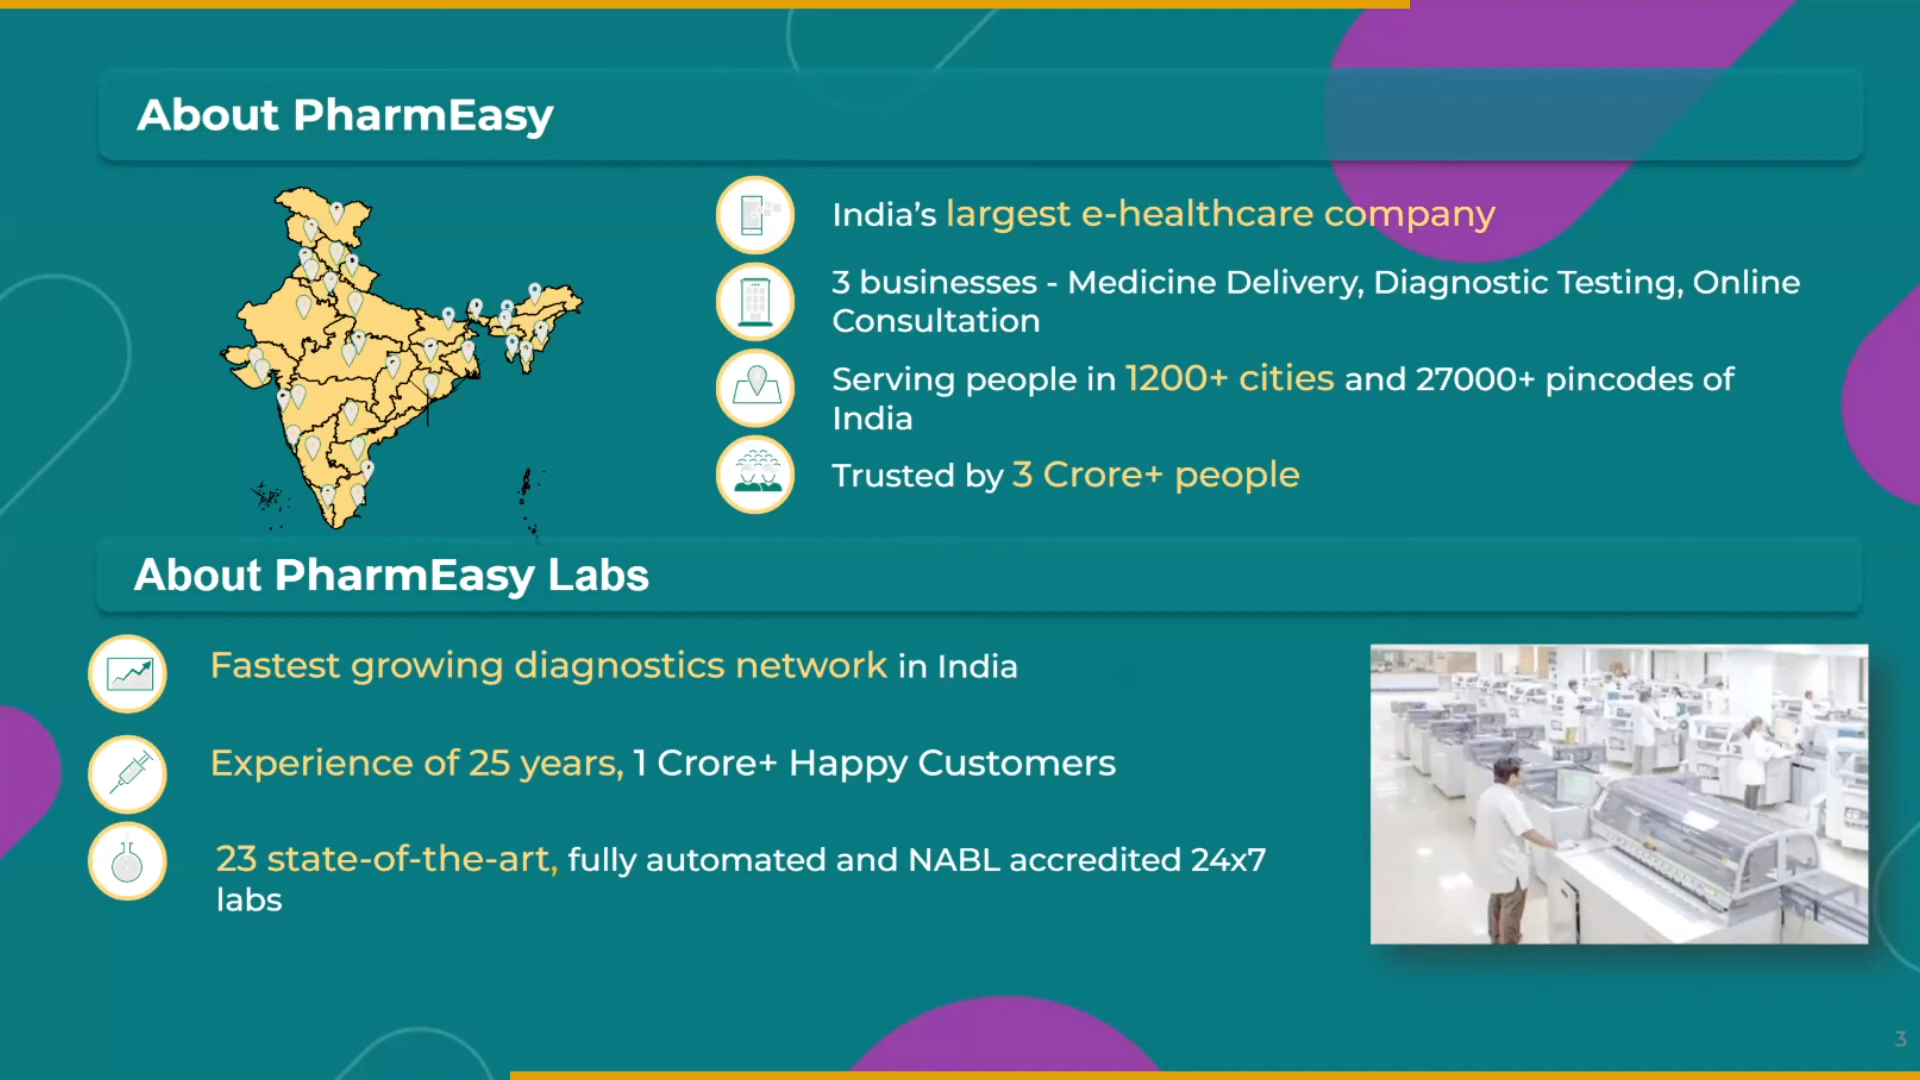 About PharmEasy
India's largest e-healthcare company
3 businesses - Medicine Delivery, Diagnostic Testing, Online
Consultation
Serving people in 1200+ cities and 27000+ pincodes of
India
Trusted by 3 Crore+ people
About PharmEasy Labs
Fastest growing diagnostics network in India
Experience of 25 years, 1 Crore+ Happy Customers
23 state-of-the-art, fully automated and NABL accredited 24x7
labs
3